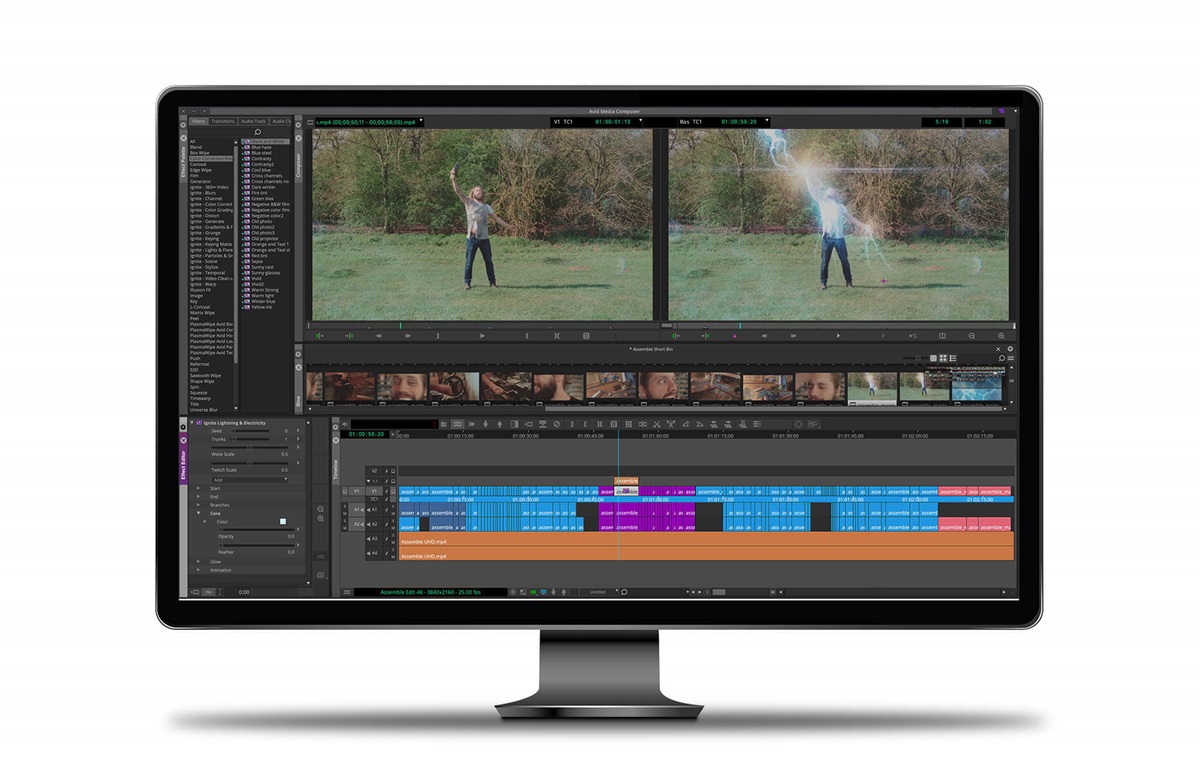 Avid Media Composer
Filters Transitions Audio Track Audio Cl
i.mp4 (00;00;50;11 - 00;00;56;05).mp4 V1 TC1 01:00:01:13 Mas TC1 01:00:50:20 5:19 1:02
Effect Palette
Composer
All
Blend
Box Wipe
Conceal
Edge Wipe
Film
Generator
Ignite - 360° Video
Ignite - Blurs
Ignite - Channel
Ignite - Color Correct
Ignite - Color Grading
Ignite - Distort
Ignite - Generate
Ignite - Gradients & F
Ignite - Grunge
Ignite - Keying
Ignite - Keying Matte
Ignite - Lights & Flare
Ignite - Particles & Si
Ignite - Scene
Ignite - Stylize
Ignite - Temporal
Ignite - Video Clean-u
Ignite - Warp
Illusion FX
Image
Key
L-Conceal
Matrix Wipe
Peel
PlasmaWipe Avid Bor
PlasmaWipe Avid Cen
PlasmaWipe Avid Ho
PlasmaWipe Avid Lav
PlasmaWipe Avid Pai
PlasmaWipe Avid Tec
Push
Reformat
S3D
Sawtooth Wipe
Shape Wipe
Spin
Squeeze
Timewarp
Title
Universe Blur
Blue haze
Blue steel
Contrasty
Contrasty2
Cool blue
Cross channels
Cross channels no
Dark winter
Fire tint
Green bias
Negative B&W film
Negative color film
Negative color2
Old photo
Old photo2
Old photo3
Old projector
Orange and Teal 1
Orange and Teal st
Red tint
Sepia
Sunny cast
Sunny glasses
Vivid
Vivid2
Warm Strong
Warm light
Winter blue
Yellow ink
* Assemble Short Bin
Bins
Effect Editor
Ignite Lightning & Electricity
Seed 0
Trunks 1
Wave Scale 0.5
Twitch Scale 0.5
Add
Start
End
Branches
Core
Color
Opacity 0.0
Feather 0.0
Glow
Animation
0:00
Timeline
01:00:50:20 0:00 01:00:15:00 01:00:30:00 01:00:45:00 01:01:00:00 01:01:15:00 01:01:30:00 01:01:45:00 01:02:00:00 01:02:15:00
V2
assemble
V1 V1
TC1
A1 A1
A2 A2
A3 Assemble UHD.mp4
A4 Assemble UHD.mp4
Assemble Edit 4K - 3840x2160 - 25.00 fps
Untitled